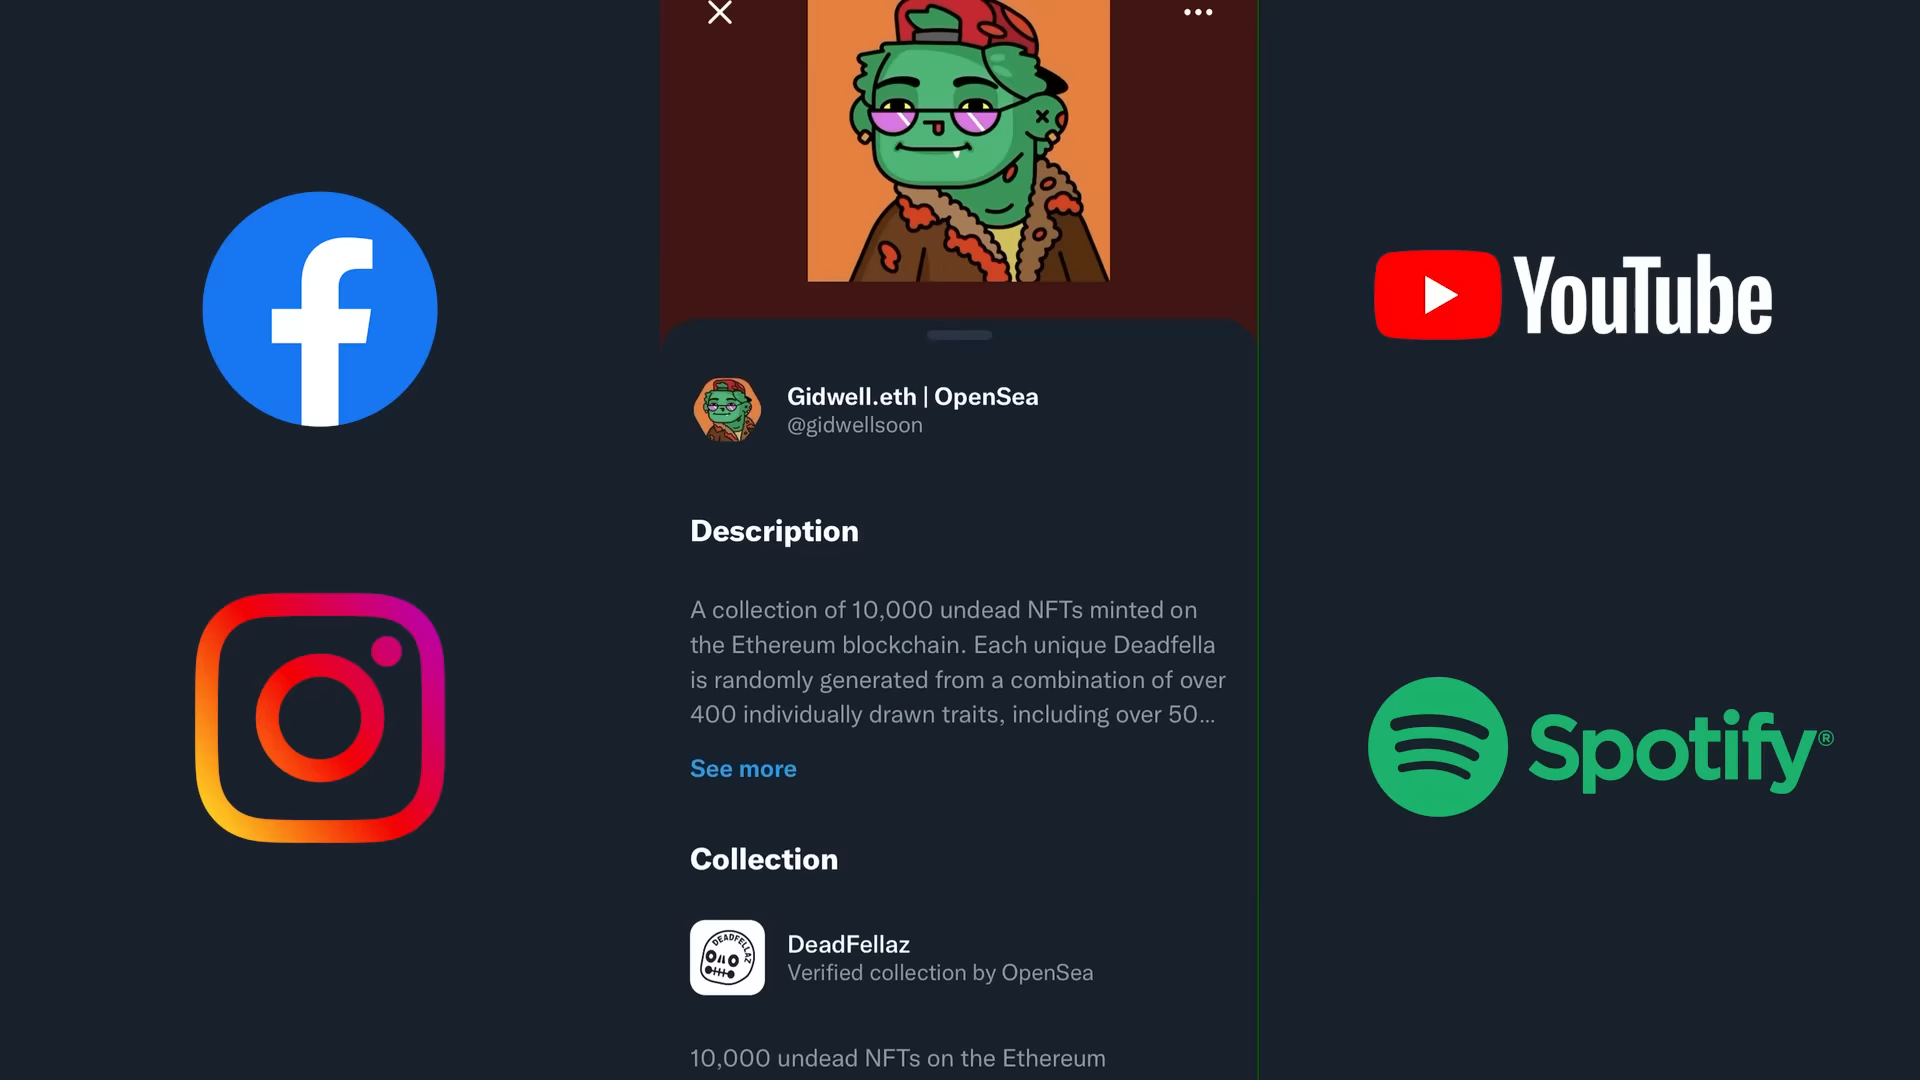 Gidwell.eth | OpenSea
@gidwellsoon
Description
A collection of 10,000 undead NFTs minted on
the Ethereum blockchain. Each unique Deadfella
is randomly generated from a combination of over
400 individually drawn traits, including over 50...
See more
Collection
DEADFELLAZ
DeadFellaz
Verified collection by OpenSea
10,000 undead NFTs on the Ethereum
YouTube
Spotify®